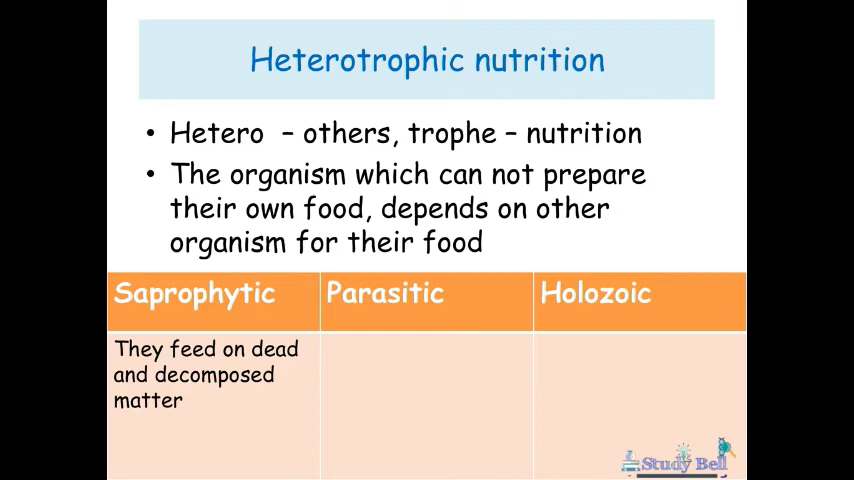 Heterotrophic nutrition
• Hetero – others, trophe – nutrition
• The organism which can not prepare
their own food, depends on other
organism for their food
Saprophytic Parasitic Holozoic
They feed on dead
and decomposed
matter
Study Bell